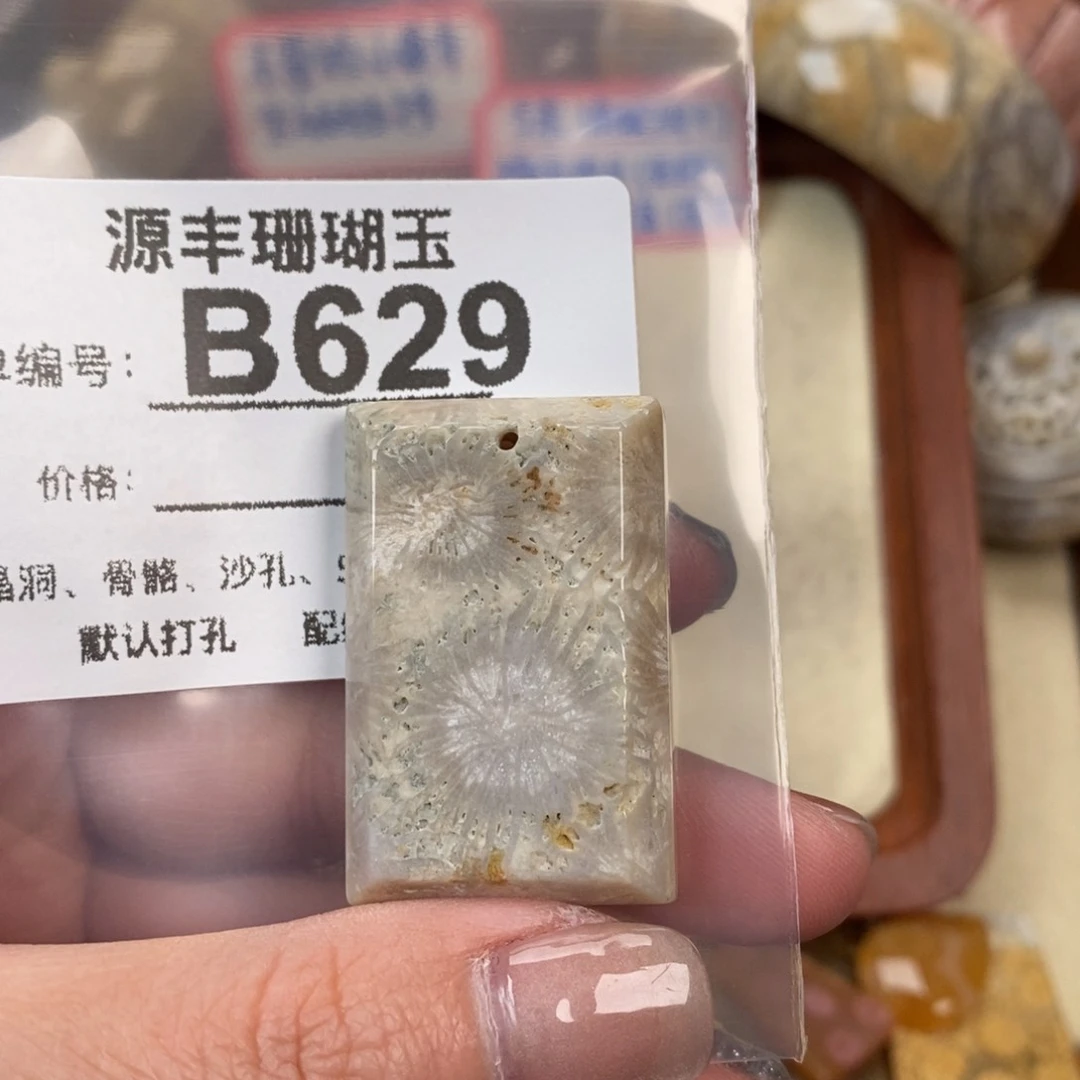 源丰珊瑚玉
编号： B629
价格：
洞、骨骼、沙孔、
默认打孔 配